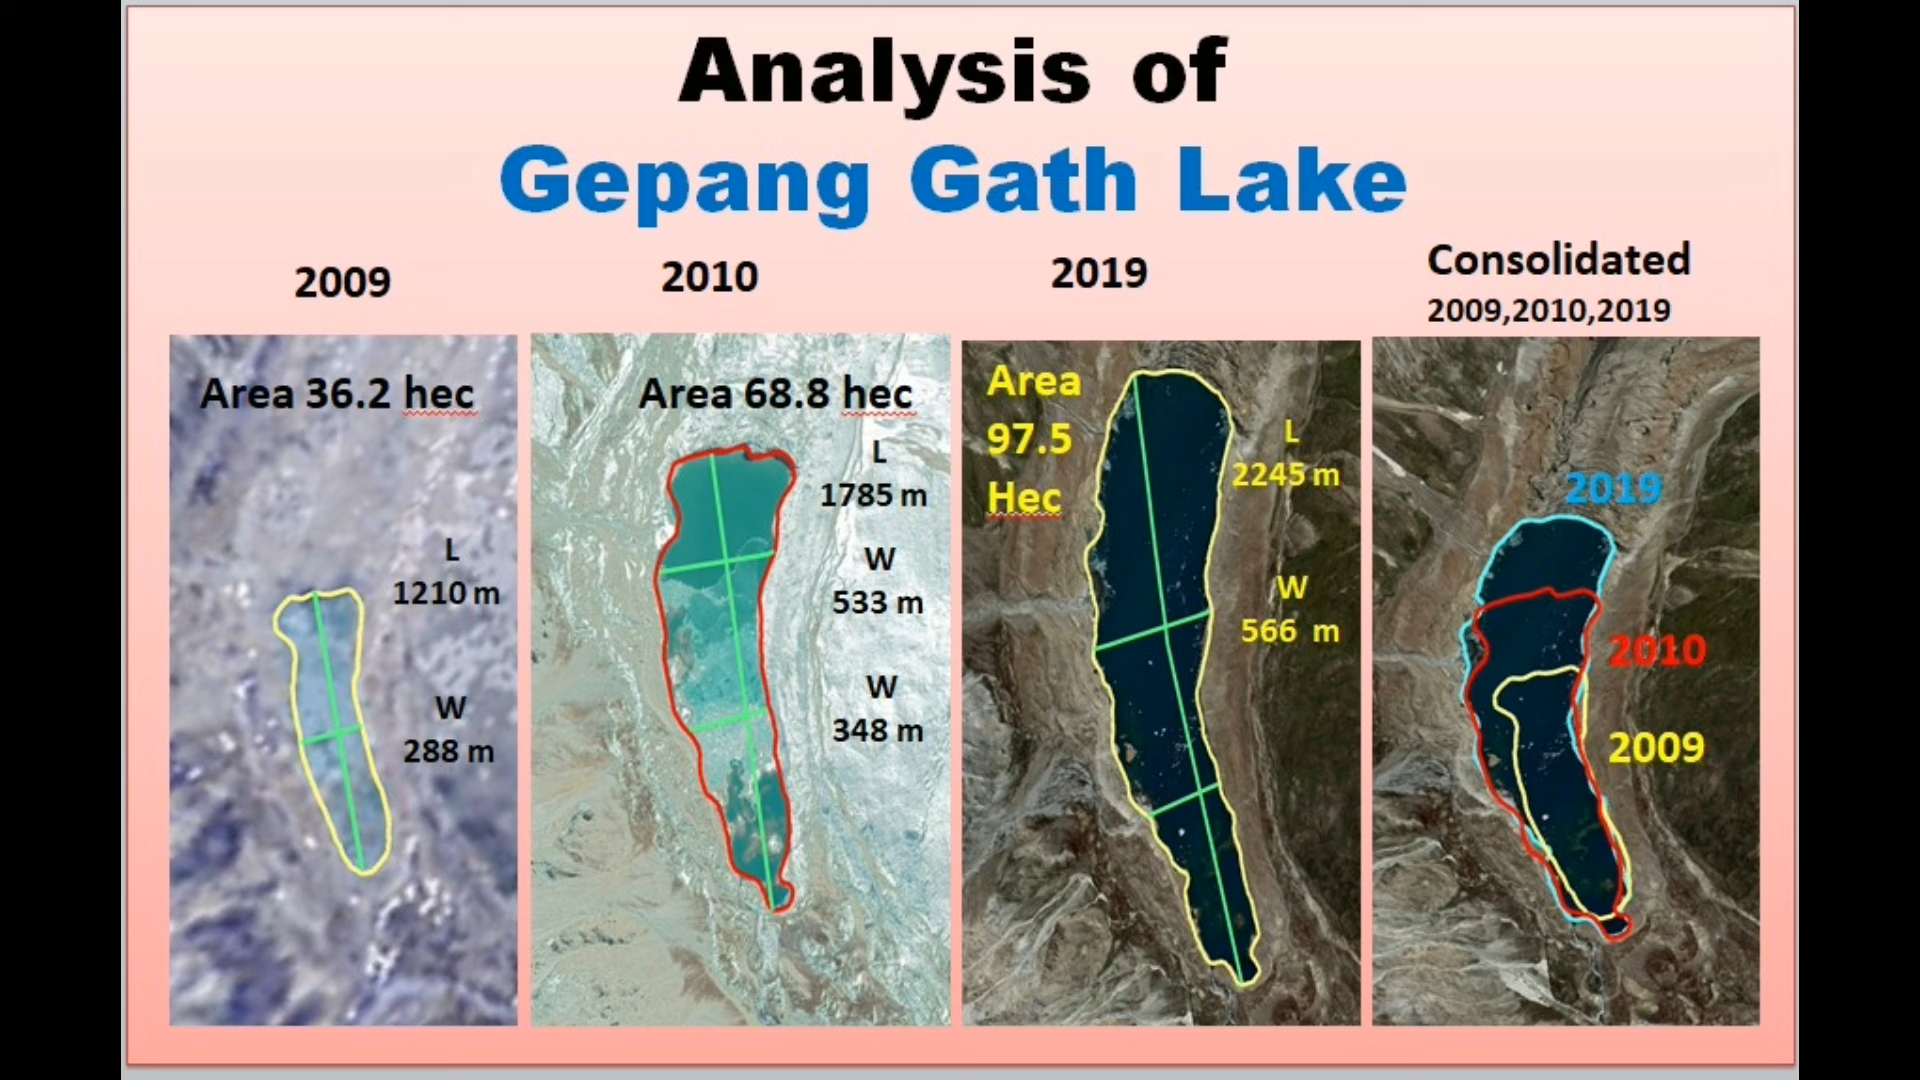 Analysis of
Gepang Gath Lake
2009
Area 36.2 hec
L
1210 m
W
288 m
2010
Area 68.8 hec
L
1785 m
W
533 m
W
348 m
2019
Area
97.5
Hec
L
2245 m
W
566 m
Consolidated
2009,2010,2019
2019
2010
2009